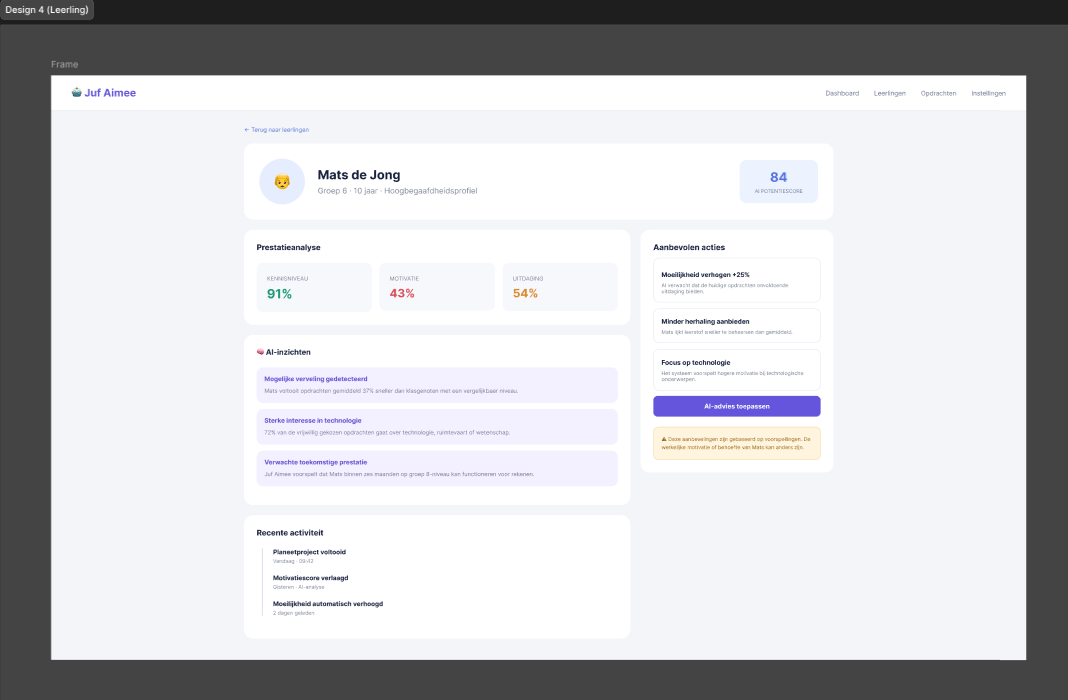 Design 4 (Leerling)
Frame
Juf Aimee
Dashboard
Leerlingen
Opdrachten
Instellingen
← Terug naar leerlingen
Mats de Jong
Groep 6 · 10 jaar · Hoogbegaafdheidsprofiel
84
AI POTENTIESCORE
Prestatieanalyse
KENNISNIVEAU
91%
MOTIVATIE
43%
UITDAGING
54%
AI-inzichten
Mogelijke verveling gedetecteerd
Mats voltooit opdrachten gemiddeld 37% sneller dan klasgenoten met een vergelijkbaar niveau.
Sterke interesse in technologie
72% van de vrijwillig gekozen opdrachten gaat over technologie, ruimtevaart of wetenschap.
Verwachte toekomstige prestatie
Juf Aimee voorspelt dat Mats binnen zes maanden op groep 8-niveau kan functioneren voor rekenen.
Recente activiteit
Planeetproject voltooid
Vandaag · 09:42
Motivatiescore verlaagd
Gisteren · AI-analyse
Moeilijkheid automatisch verhoogd
2 dagen geleden
Aanbevolen acties
Moeilijkheid verhogen +25%
AI verwacht dat de huidige opdrachten onvoldoende
uitdaging bieden.
Minder herhaling aanbieden
Mats lijkt leerstof sneller te beheersen dan gemiddeld.
Focus op technologie
Het systeem voorspelt hogere motivatie bij technologische
onderwerpen.
AI-advies toepassen
⚠ Deze aanbevelingen zijn gebaseerd op voorspellingen. De
werkelijke motivatie of behoefte van Mats kan anders zijn.